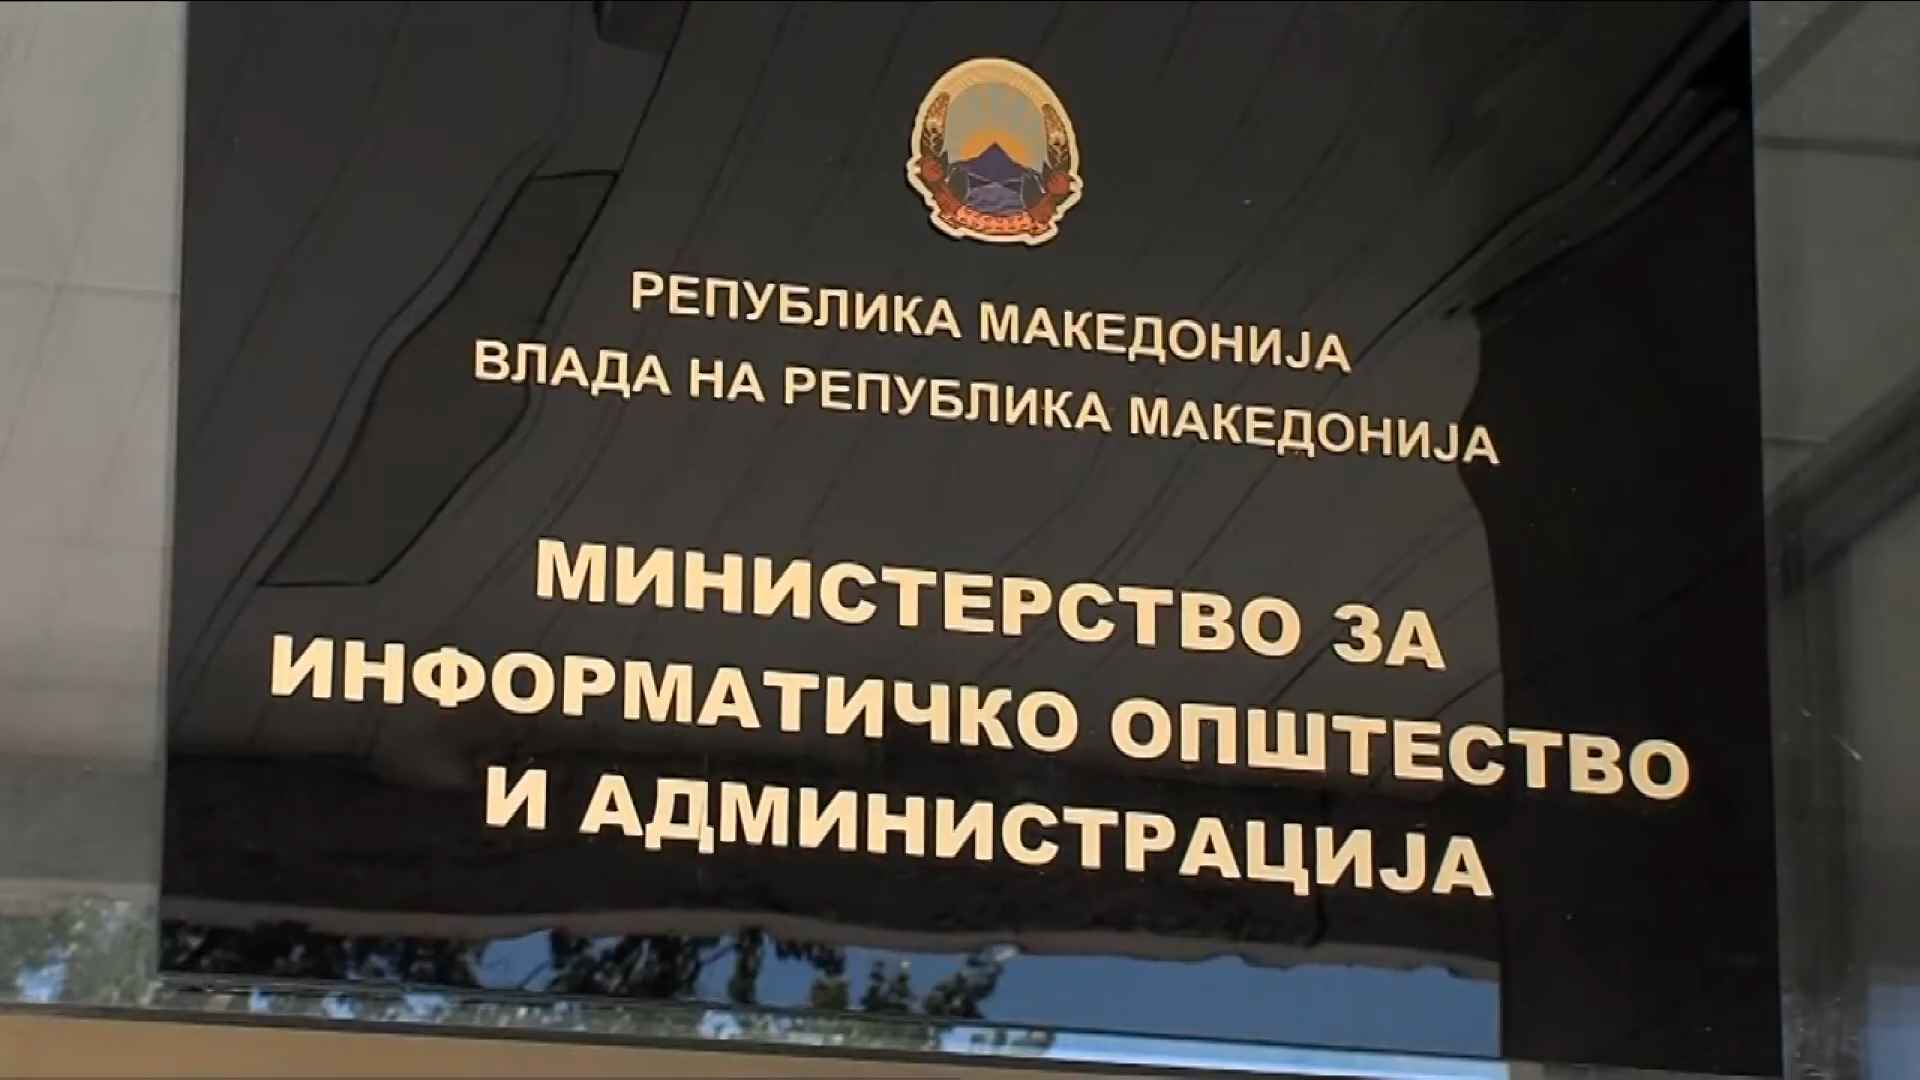 РЕПУБЛИКА МАКЕДОНИЈА
ВЛАДА НА РЕПУБЛИКА МАКЕДОНИЈА
МИНИСТЕРСТВО ЗА
ИНФОРМАТИЧКО ОПШТЕСТВО
И АДМИНИСТРАЦИЈА